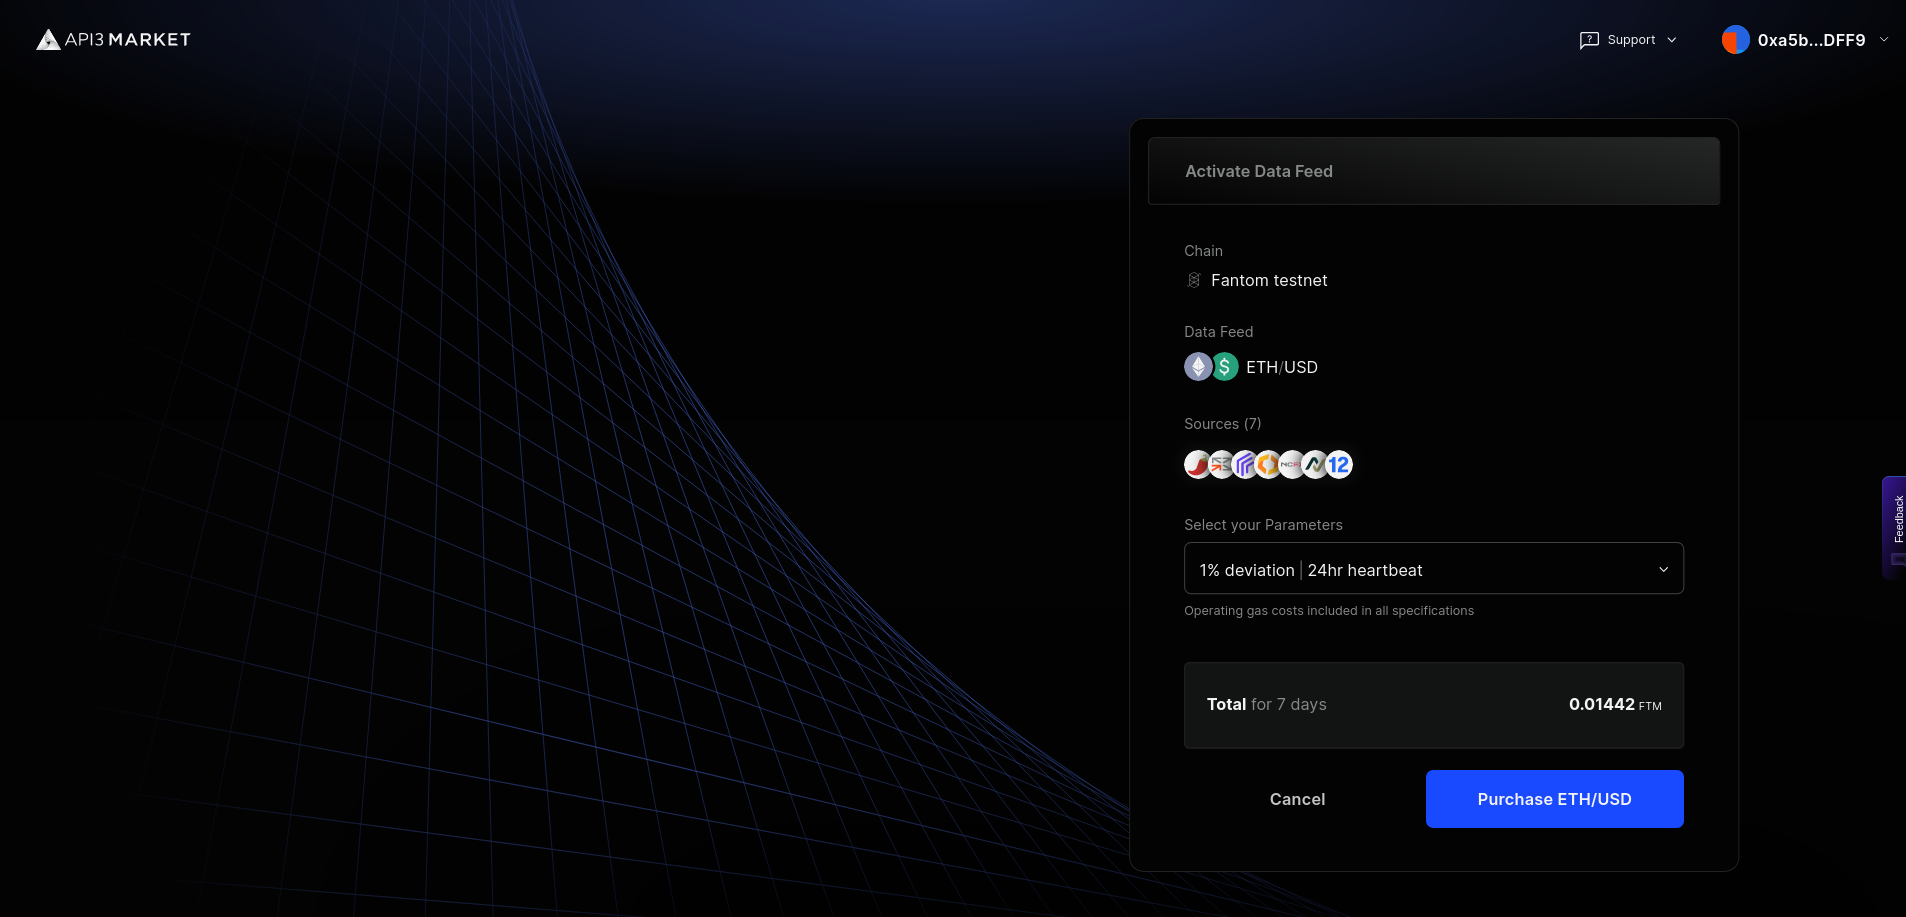 API3 MARKET
Support
0xa5b...DFF9
Activate Data Feed
Chain
Fantom testnet
Data Feed
$ ETH/USD
Sources (7)
NCFX 12
Select your Parameters
1% deviation | 24hr heartbeat
Operating gas costs included in all specifications
Total for 7 days 0.01442 FTM
Cancel Purchase ETH/USD
Feedback